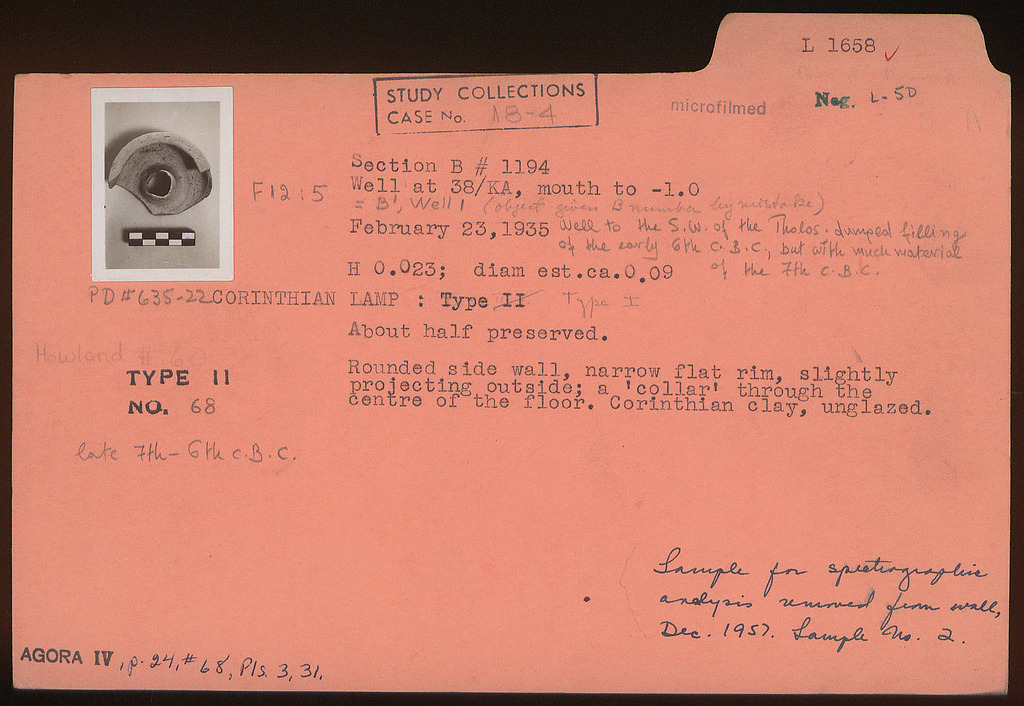 L 1658 ✓
STUDY COLLECTIONS
CASE No. 18-4
microfilmed
Neg. L-5D
Section B # 1194
F12:5
Well at 38/KA, mouth to -1.0
= B', Well 1 (object given B number by mistake)
February 23, 1935 Well to the S.W. of the Tholos. dumped filling
of the early 6th c. B.C., but with much material
of the 7th c. B.C.
H 0.023; diam est.ca.0.09
PD#635-22 CORINTHIAN LAMP : Type II Type I
About half preserved.
Howland # 60
TYPE II
NO. 68
Rounded side wall, narrow flat rim, slightly
projecting outside; a 'collar' through the
centre of the floor. Corinthian clay, unglazed.
late 7th - 6th c. B.C.
Sample for spectrographic
analysis removed from wall,
Dec. 1957. Sample No. 2.
AGORA IV, p. 24, #68, Pls. 3, 31.